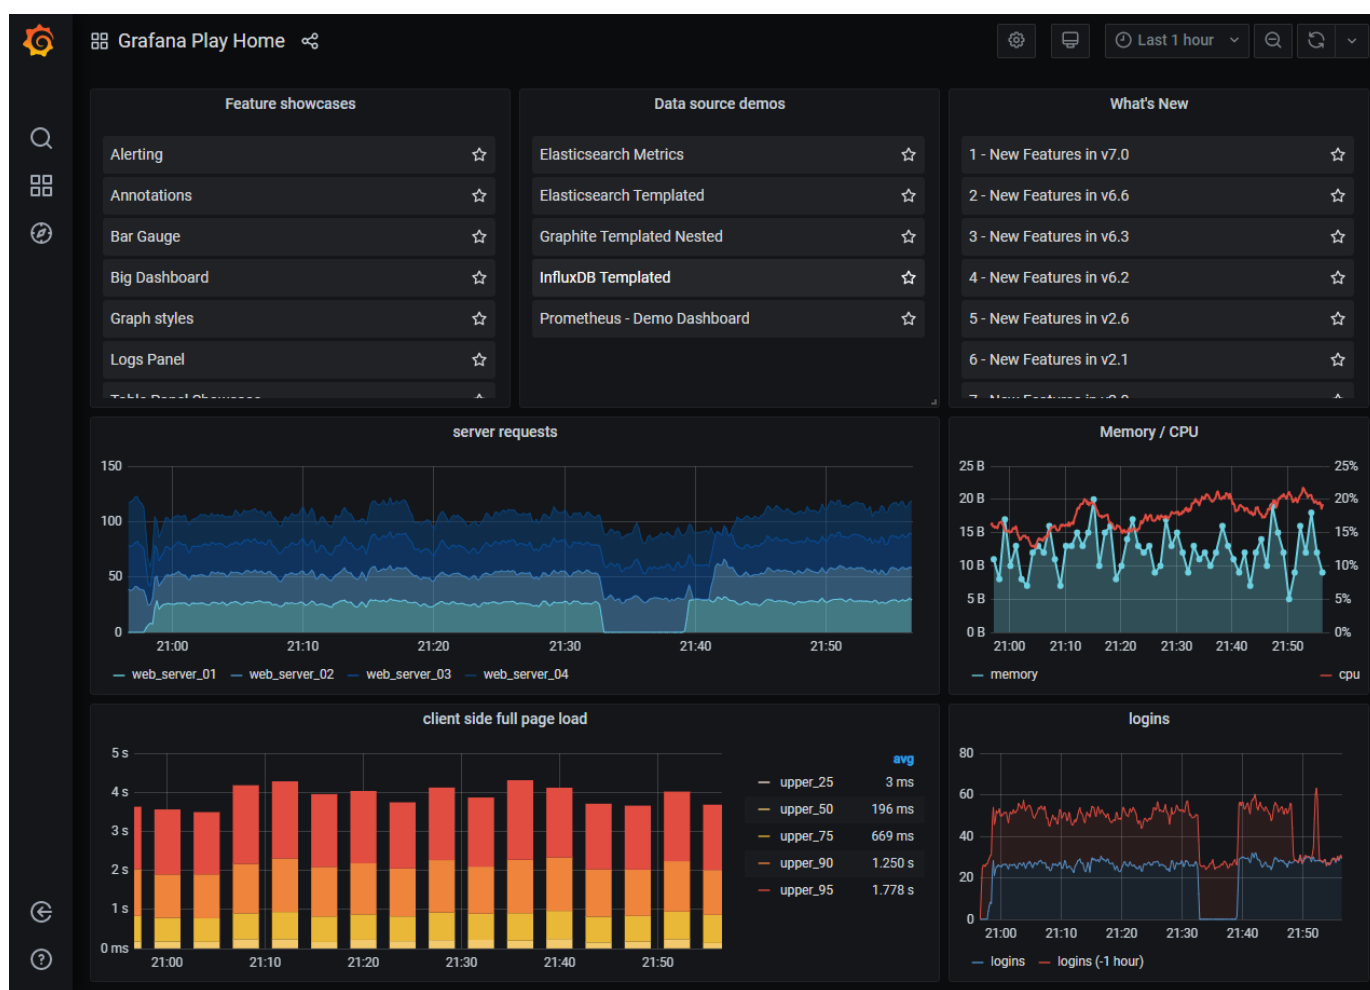 Grafana Play Home
Last 1 hour
Feature showcases
Alerting
Annotations
Bar Gauge
Big Dashboard
Graph styles
Logs Panel
Data source demos
Elasticsearch Metrics
Elasticsearch Templated
Graphite Templated Nested
InfluxDB Templated
Prometheus - Demo Dashboard
What's New
1 - New Features in v7.0
2 - New Features in v6.6
3 - New Features in v6.3
4 - New Features in v6.2
5 - New Features in v2.6
6 - New Features in v2.1
server requests
150
100
50
0
21:00 21:10 21:20 21:30 21:40 21:50
web_server_01 web_server_02 web_server_03 web_server_04
Memory / CPU
25 B 25%
20 B 20%
15 B 15%
10 B 10%
5 B 5%
0 B 0%
21:00 21:10 21:20 21:30 21:40 21:50
memory cpu
client side full page load
5 s
4 s
3 s
2 s
1 s
0 ms
21:00 21:10 21:20 21:30 21:40 21:50
avg
upper_25 3 ms
upper_50 196 ms
upper_75 669 ms
upper_90 1.250 s
upper_95 1.778 s
logins
80
60
40
20
0
21:00 21:10 21:20 21:30 21:40 21:50
logins logins (-1 hour)